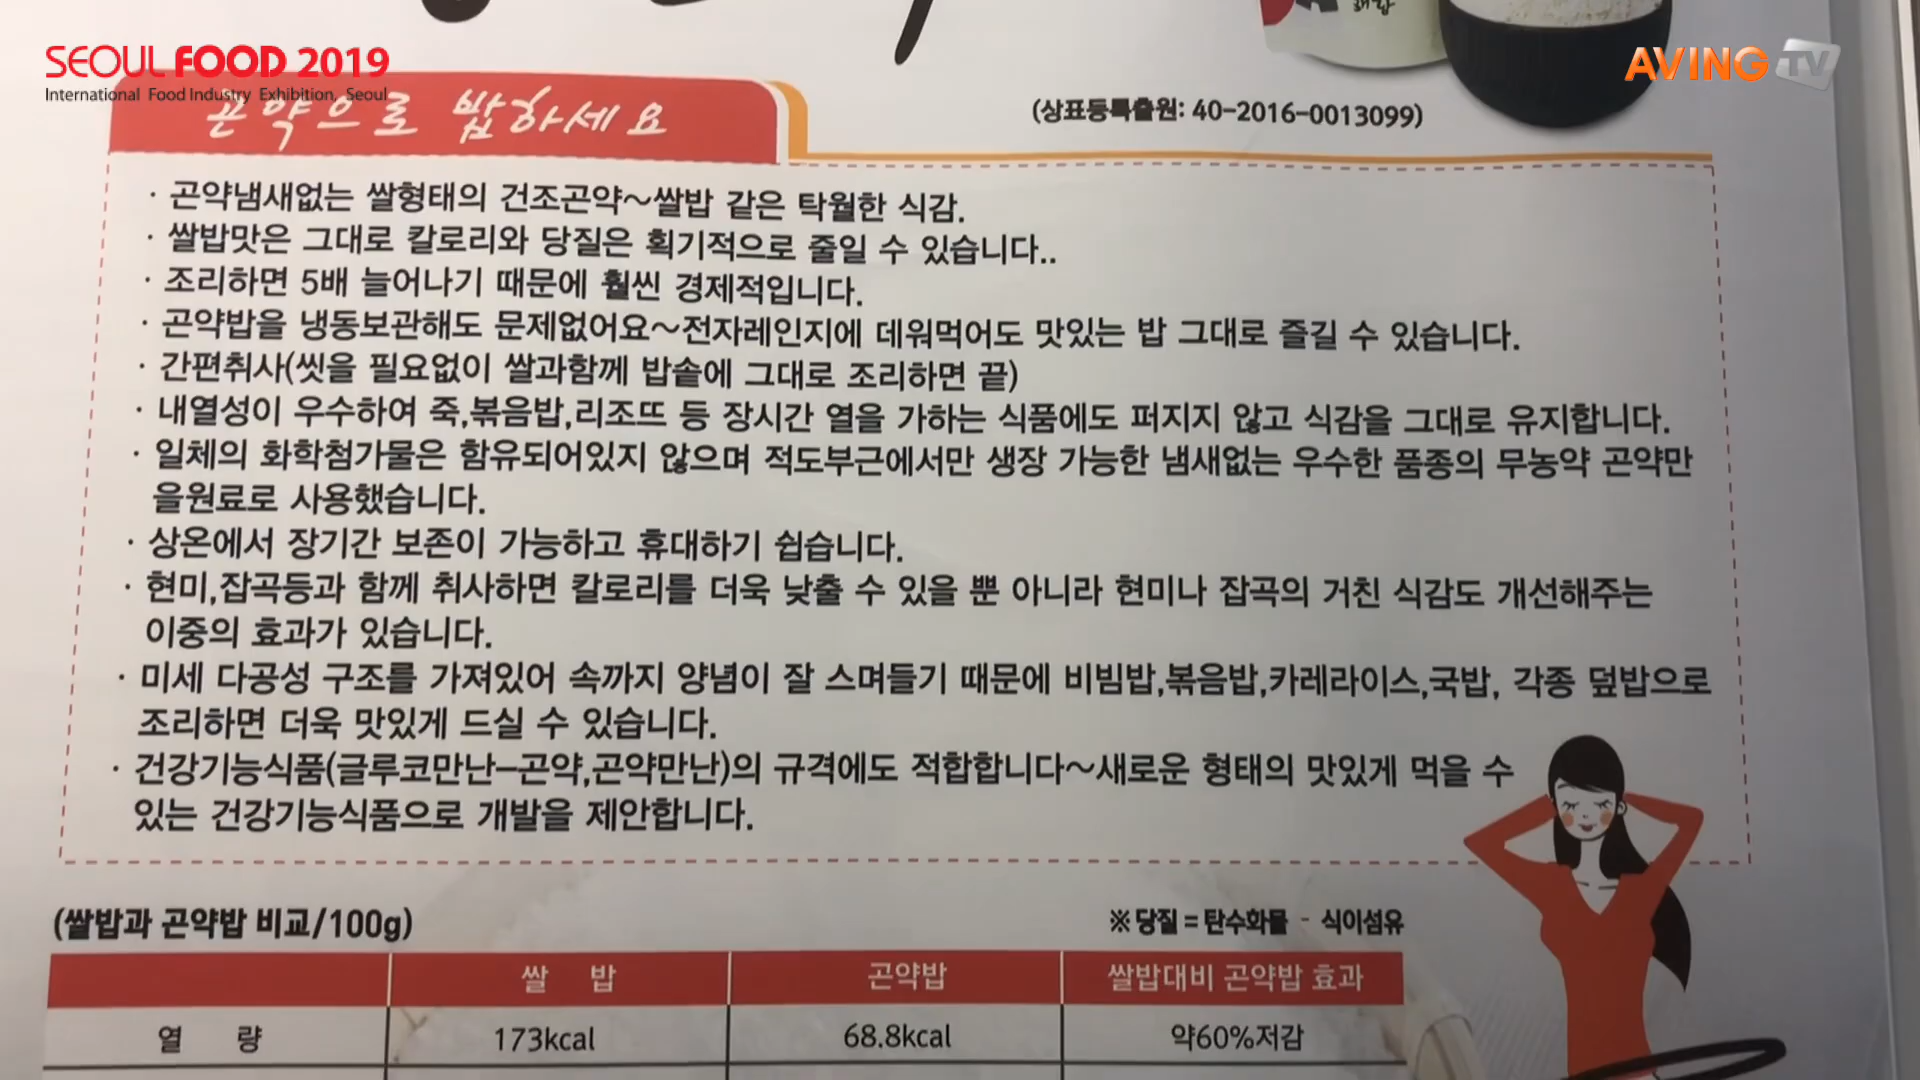 SEOUL FOOD 2019
International Food Industry Exhibition, Seoul
AVING TV
곤약으로 밥하세요
(상표등록출원: 40-2016-0013099)
· 곤약냄새없는 쌀형태의 건조곤약~쌀밥 같은 탁월한 식감.
· 쌀밥맛은 그대로 칼로리와 당질은 획기적으로 줄일 수 있습니다..
· 조리하면 5배 늘어나기 때문에 훨씬 경제적입니다.
· 곤약밥을 냉동보관해도 문제없어요~전자레인지에 데워먹어도 맛있는 밥 그대로 즐길 수 있습니다.
· 간편취사(씻을 필요없이 쌀과함께 밥솥에 그대로 조리하면 끝)
· 내열성이 우수하여 죽,볶음밥,리조뜨 등 장시간 열을 가하는 식품에도 퍼지지 않고 식감을 그대로 유지합니다.
· 일체의 화학첨가물은 함유되어있지 않으며 적도부근에서만 생장 가능한 냄새없는 우수한 품종의 무농약 곤약만
을원료로 사용했습니다.
· 상온에서 장기간 보존이 가능하고 휴대하기 쉽습니다.
· 현미,잡곡등과 함께 취사하면 칼로리를 더욱 낮출 수 있을 뿐 아니라 현미나 잡곡의 거친 식감도 개선해주는
이중의 효과가 있습니다.
· 미세 다공성 구조를 가져있어 속까지 양념이 잘 스며들기 때문에 비빔밥,볶음밥,카레라이스,국밥, 각종 덮밥으로
조리하면 더욱 맛있게 드실 수 있습니다.
· 건강기능식품(글루코만난-곤약,곤약만난)의 규격에도 적합합니다~새로운 형태의 맛있게 먹을 수
있는 건강기능식품으로 개발을 제안합니다.
(쌀밥과 곤약밥 비교/100g)
※ 당질 = 탄수화물 - 식이섬유
쌀 밥 곤약밥 쌀밥대비 곤약밥 효과
열 량 173kcal 68.8kcal 약60%저감